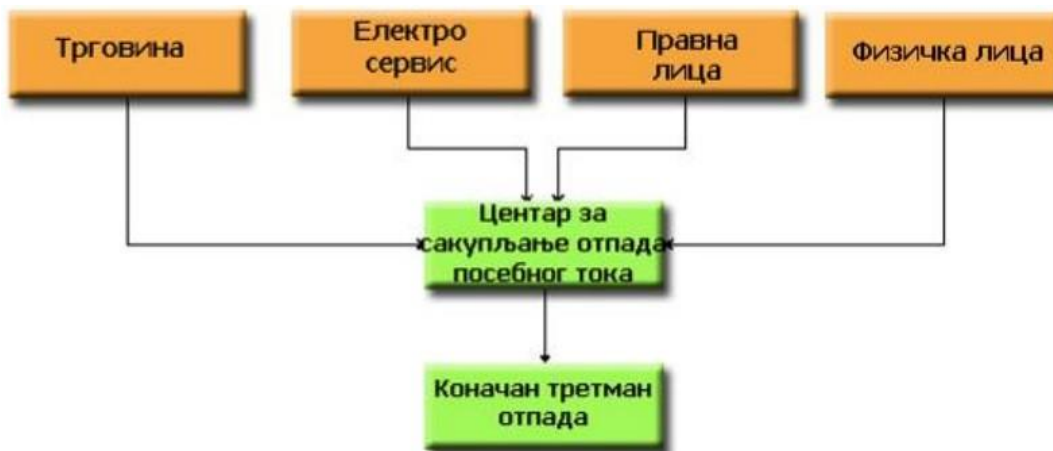 Трговина
Електро
сервис
Правна
лица
Физичка лица
Центар за
сакупљање отпада
посебног тока
Коначан третман
отпада